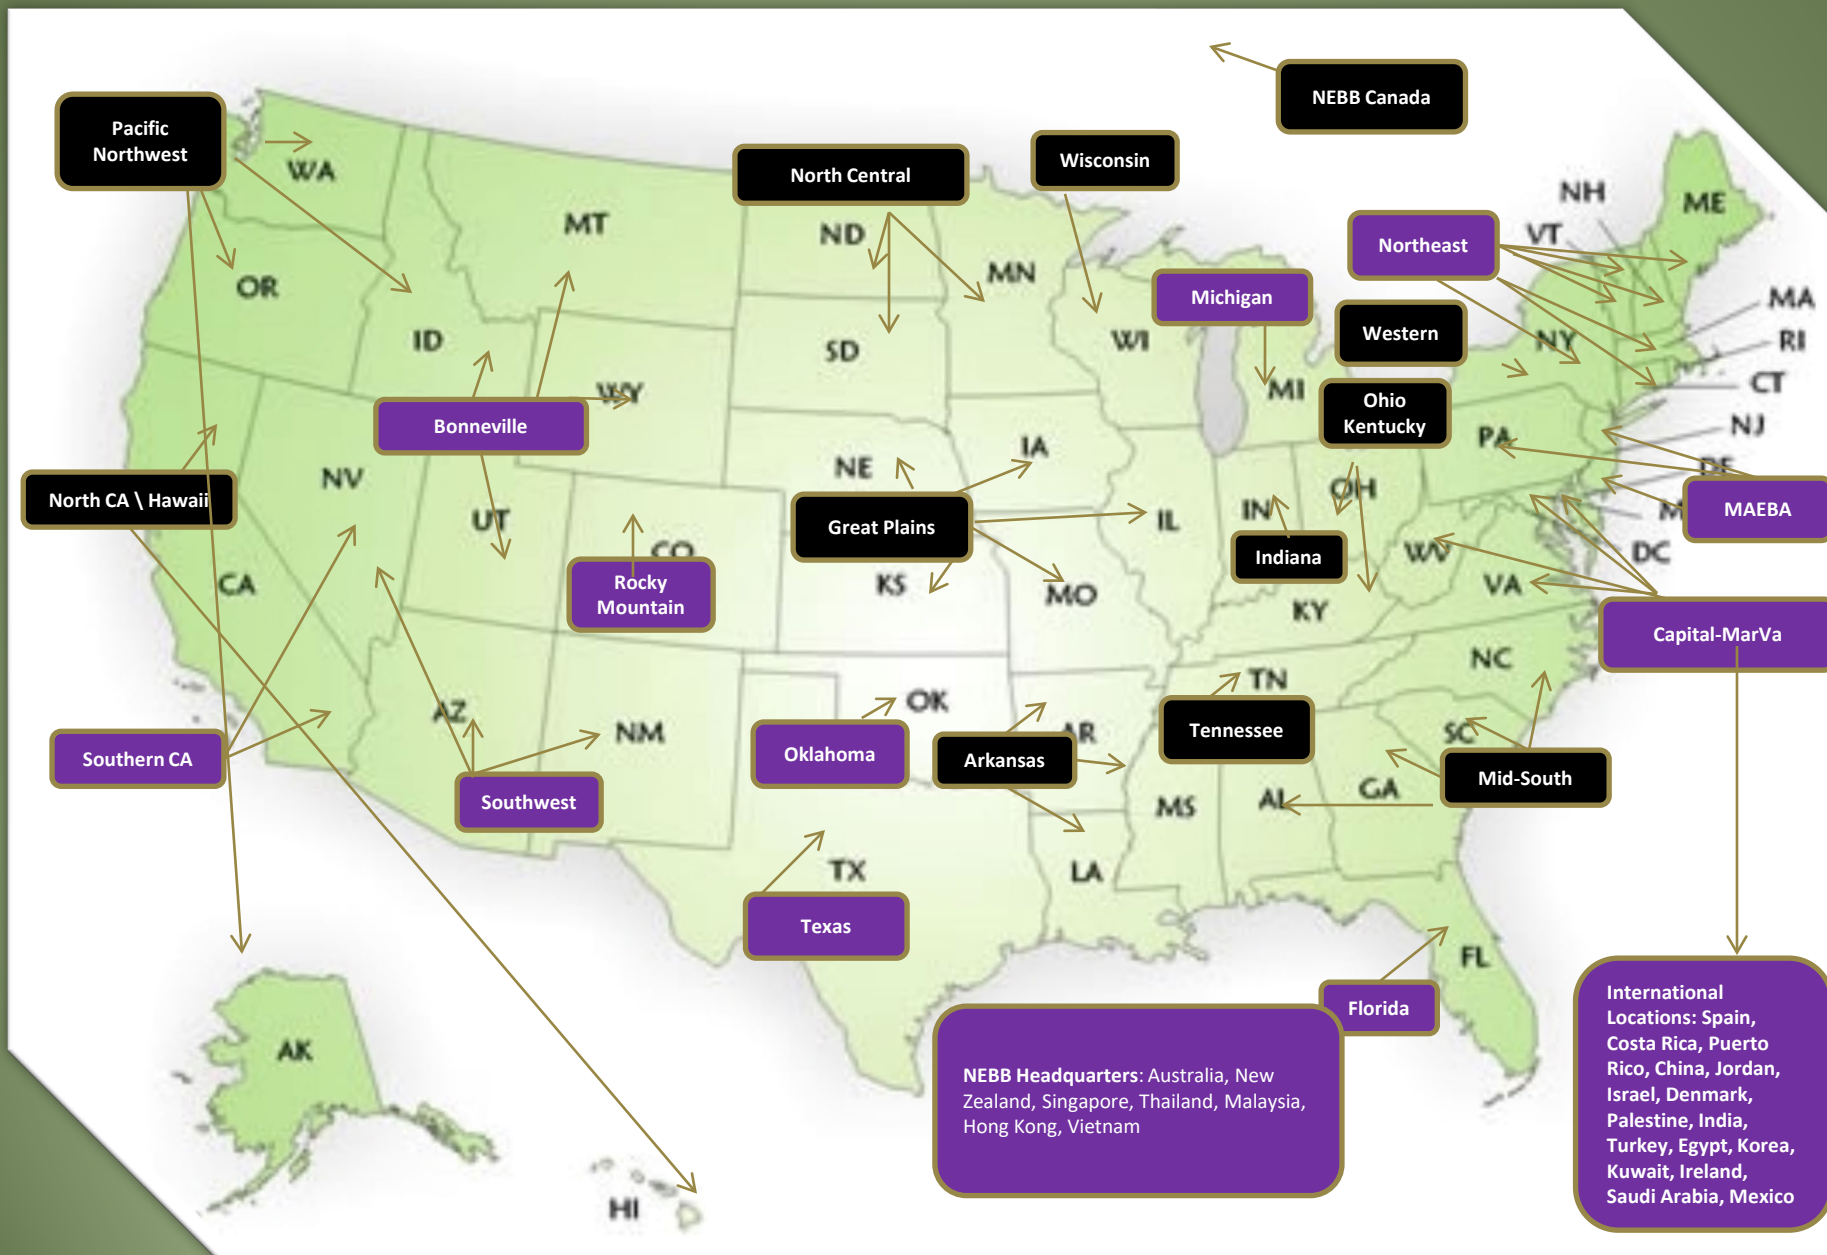 NEBB Canada
Pacific
Northwest
Wisconsin
North Central
WA
MT
ND
MN
NH
ME
VT
Northeast
OR
Michigan
MA
Western
ID
SD
WI
NY
RI
WY
MI
CT
Ohio
Kentucky
Bonneville
PA
NJ
IA
NE
NV
North CA \ Hawaii
DE
OH
MAEBA
UT
Great Plains
IL
IN
M
CO
Indiana
WV
DC
CA
Rocky
Mountain
KS
MO
VA
KY
Capital-MarVa
NC
TN
AZ
NM
OK
AR
Tennessee
SC
Southern CA
Oklahoma
Arkansas
Mid-South
Southwest
MS
AL
GA
TX
LA
Texas
FL
Florida
AK
HI
NEBB Headquarters: Australia, New
Zealand, Singapore, Thailand, Malaysia,
Hong Kong, Vietnam
International
Locations: Spain,
Costa Rica, Puerto
Rico, China, Jordan,
Israel, Denmark,
Palestine, India,
Turkey, Egypt, Korea,
Kuwait, Ireland,
Saudi Arabia, Mexico